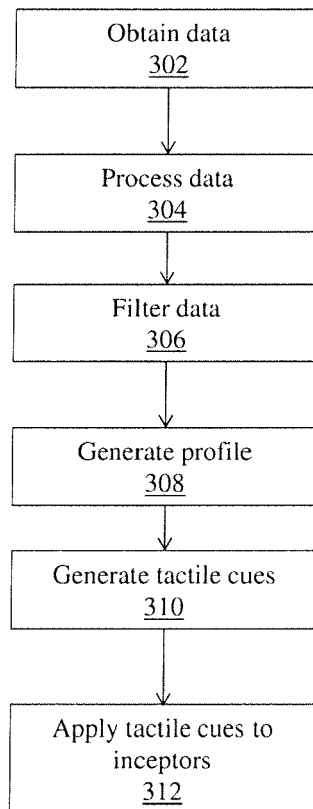 Obtain data
302
Process data
304
Filter data
306
Generate profile
308
Generate tactile cues
310
Apply tactile cues to
inceptors
312